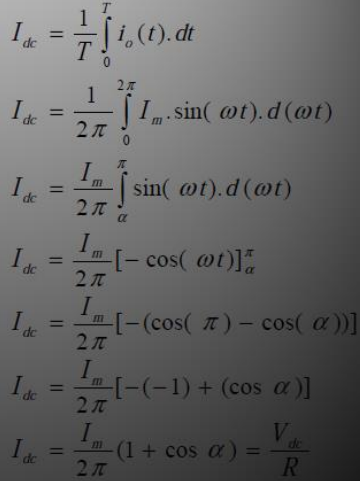 I_dc = 1/T ∫_0^T i_o(t).dt
I_dc = 1/2π ∫_0^2π I_m.sin( ωt).d(ωt)
I_dc = I_m/2π ∫_α^π sin( ωt).d(ωt)
I_dc = I_m/2π [− cos( ωt)]_α^π
I_dc = I_m/2π [−(cos( π) − cos( α))]
I_dc = I_m/2π [−(−1) + (cos α)]
I_dc = I_m/2π (1 + cos α) = V_dc/R